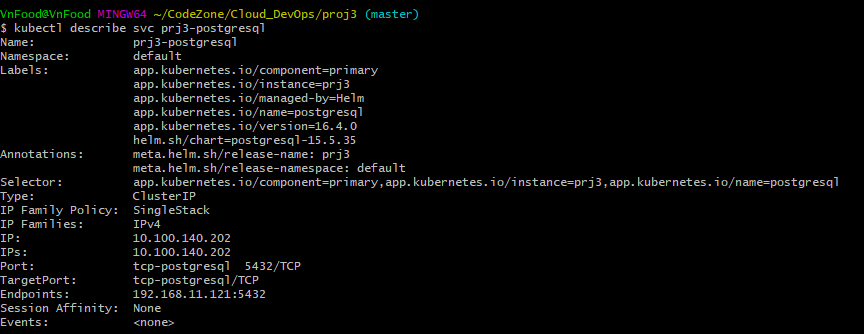 VnFood@VnFood MINGW64 ~/CodeZone/Cloud_DevOps/proj3 (master)
$ kubectl describe svc prj3-postgresql
Name:              prj3-postgresql
Namespace:         default
Labels:            app.kubernetes.io/component=primary
                   app.kubernetes.io/instance=prj3
                   app.kubernetes.io/managed-by=Helm
                   app.kubernetes.io/name=postgresql
                   app.kubernetes.io/version=16.4.0
                   helm.sh/chart=postgresql-15.5.35
Annotations:       meta.helm.sh/release-name: prj3
                   meta.helm.sh/release-namespace: default
Selector:          app.kubernetes.io/component=primary,app.kubernetes.io/instance=prj3,app.kubernetes.io/name=postgresql
Type:              ClusterIP
IP Family Policy:  SingleStack
IP Families:       IPv4
IP:                10.100.140.202
IPs:               10.100.140.202
Port:              tcp-postgresql  5432/TCP
TargetPort:        tcp-postgresql/TCP
Endpoints:         192.168.11.121:5432
Session Affinity:  None
Events:            <none>